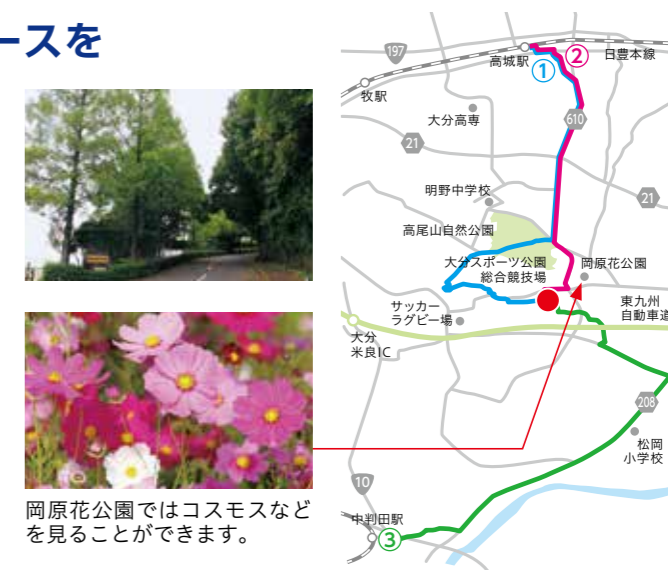 ースを
岡原花公園ではコスモスなど
を見ることができます。
197
高城駅
②
日豊本線
①
牧駅
大分高専
610
21
明野中学校
21
高尾山自然公園
大分スポーツ公園
総合競技場
岡原花公園
サッカー
ラグビー場
東九州
自動車道
大分
米良IC
208
松岡
小学校
10
中判田駅
③